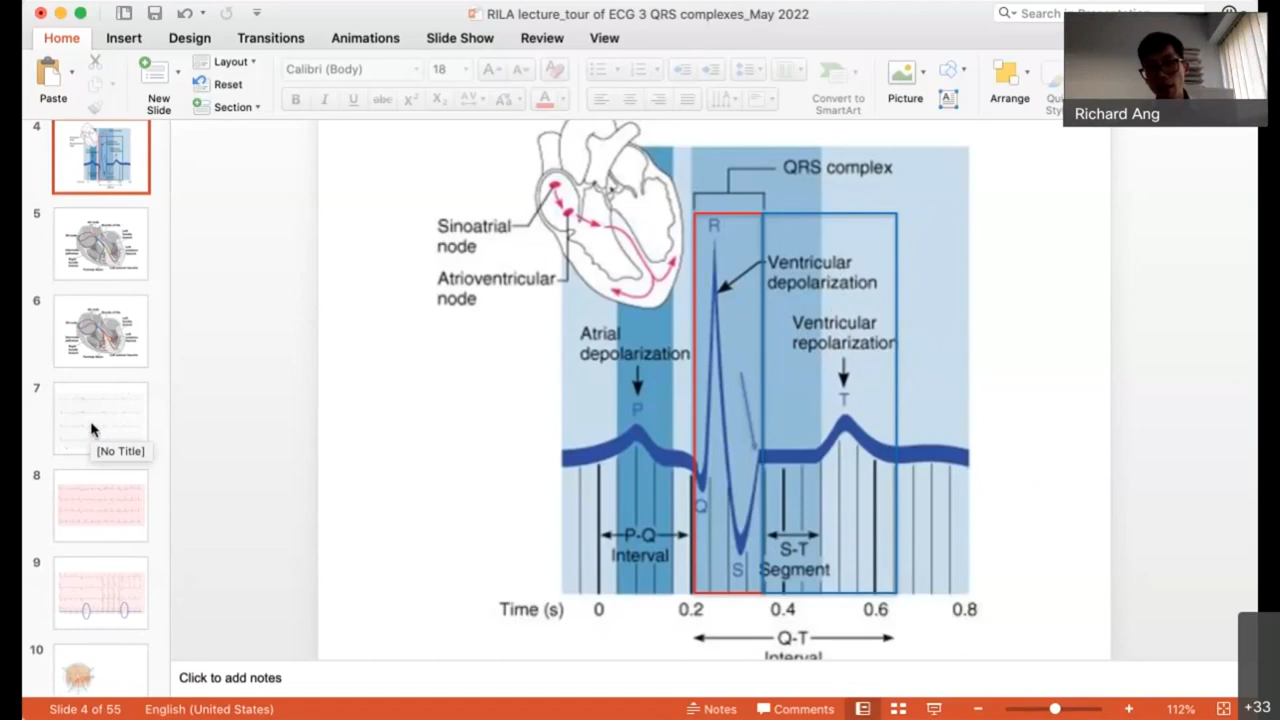 RILA lecture_tour of ECG 3 QRS complexes_May 2022
Search in Presentation
Home Insert Design Transitions Animations Slide Show Review View
Paste
New
Slide
Layout
Reset
Section
Calibri (Body) 18
Convert to
SmartArt
Picture
Arrange
Richard Ang
4
5
6
7
[No Title]
8
9
10
QRS complex
Sinoatrial
node
Atrioventricular
node
R
Ventricular
depolarization
Ventricular
repolarization
Atrial
depolarization
P
T
Q
P-Q
Interval
S
S-T
Segment
Time (s) 0 0.2 0.4 0.6 0.8
Q-T
Interval
Click to add notes
Slide 4 of 55 English (United States) Notes Comments 112%
+33